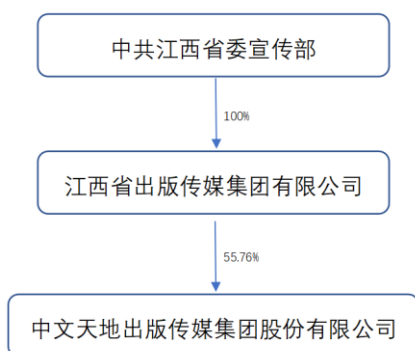 中共江西省委宣传部
100%
江西省出版传媒集团有限公司
55.76%
中文天地出版传媒集团股份有限公司